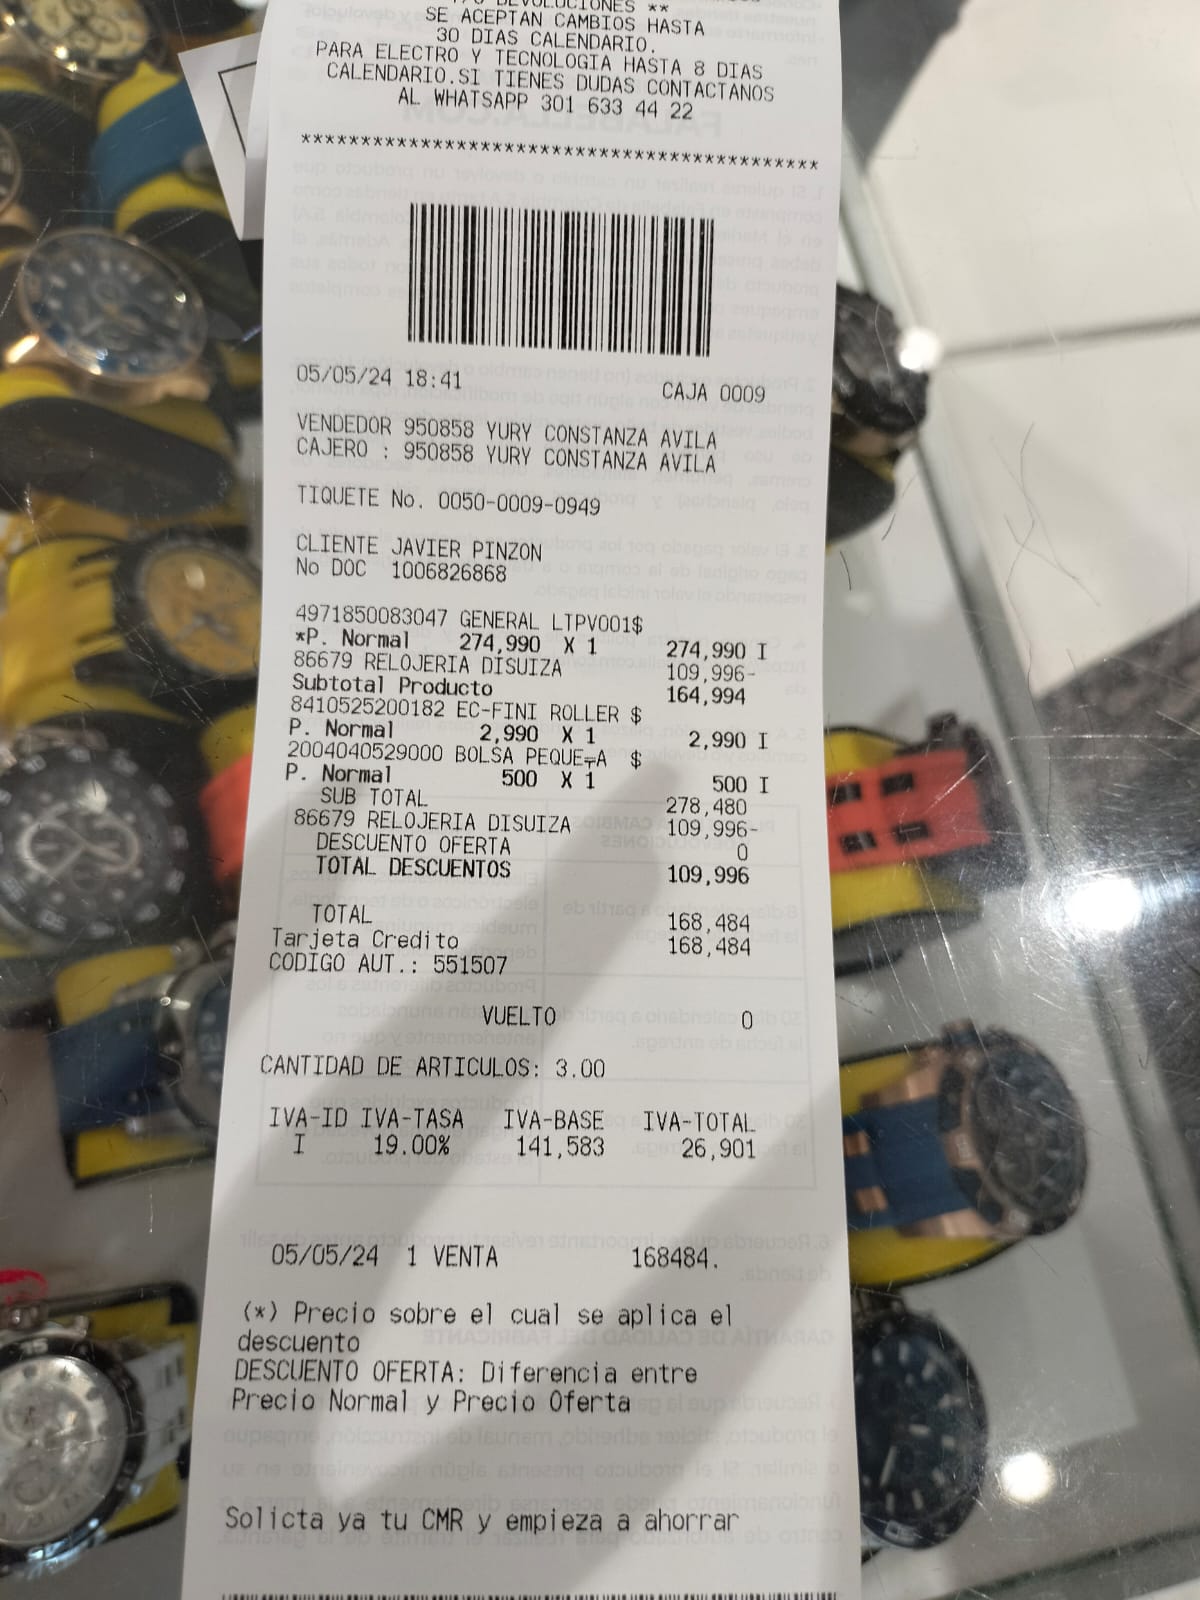 DEVOLUCIONES **
SE ACEPTAN CAMBIOS HASTA
30 DIAS CALENDARIO.
PARA ELECTRO Y TECNOLOGIA HASTA 8 DIAS
CALENDARIO.SI TIENES DUDAS CONTACTANOS
AL WHATSAPP 301 633 44 22
05/05/24 18:41 CAJA 0009
VENDEDOR 950858 YURY CONSTANZA AVILA
CAJERO : 950858 YURY CONSTANZA AVILA
TIQUETE No. 0050-0009-0949
CLIENTE JAVIER PINZON
No DOC 1006826868
4971850083047 GENERAL LTPV001$
*P. Normal 274,990 X 1 274,990 I
86679 RELOJERIA DISUIZA 109,996-
Subtotal Producto 164,994
8410525200182 EC-FINI ROLLER $
P. Normal 2,990 X 1 2,990 I
2004040529000 BOLSA PEQUE╤A $
P. Normal 500 X 1 500 I
SUB TOTAL 278,480
86679 RELOJERIA DISUIZA 109,996-
DESCUENTO OFERTA 0
TOTAL DESCUENTOS 109,996
TOTAL 168,484
Tarjeta Credito 168,484
CODIGO AUT.: 551507
VUELTO 0
CANTIDAD DE ARTICULOS: 3.00
IVA-ID IVA-TASA IVA-BASE IVA-TOTAL
I 19.00% 141,583 26,901
05/05/24 1 VENTA 168484.
(*) Precio sobre el cual se aplica el
descuento
DESCUENTO OFERTA: Diferencia entre
Precio Normal y Precio Oferta
Solicta ya tu CMR y empieza a ahorrar